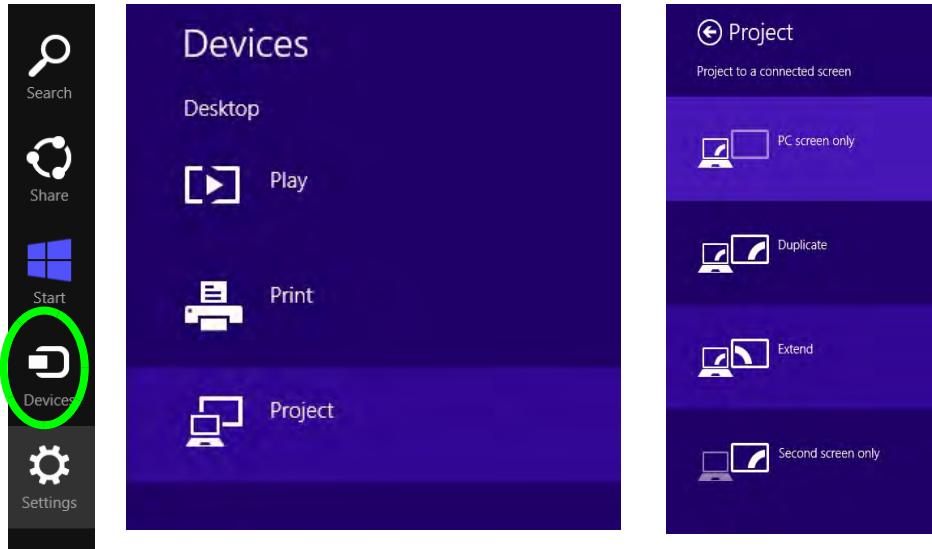 Search
Share
Start
Devices
Settings
Devices
Desktop
Play
Print
Project
Project
Project to a connected screen
PC screen only
Duplicate
Extend
Second screen only